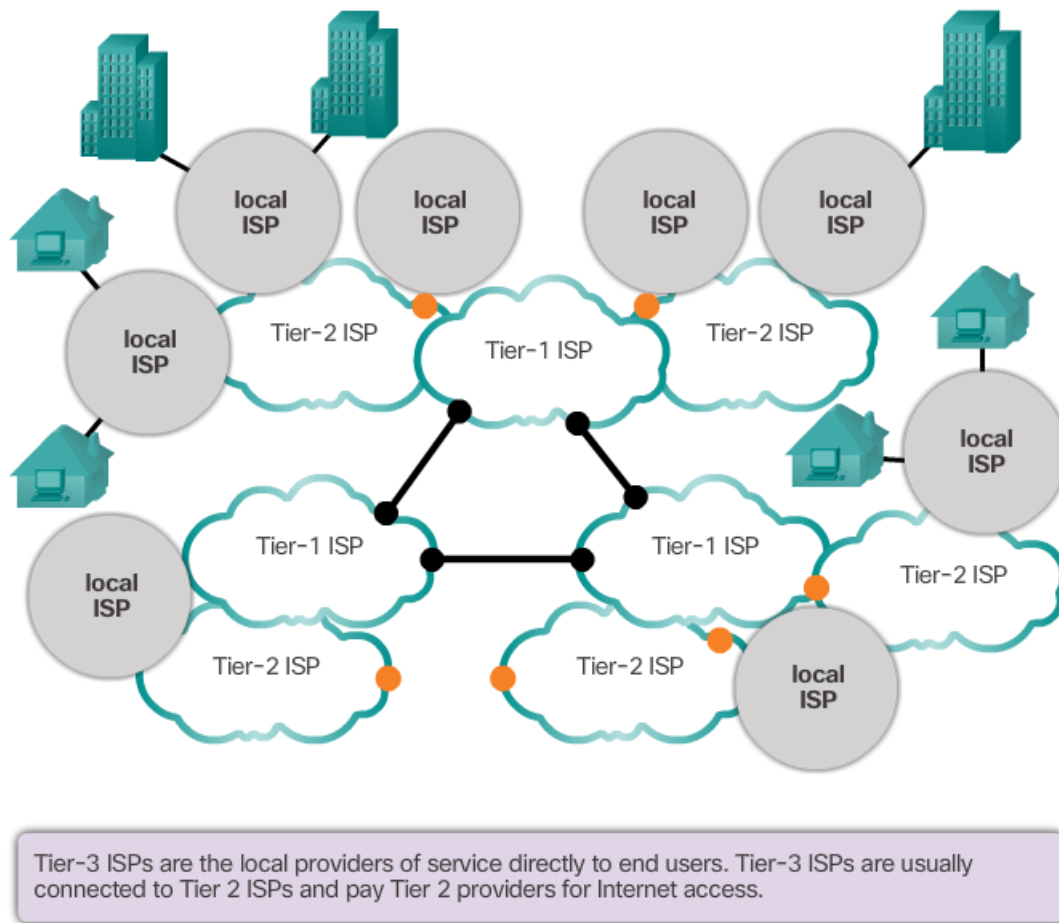 local
ISP
local
ISP
local
ISP
local
ISP
Tier-2 ISP
Tier-1 ISP
Tier-2 ISP
local
ISP
local
ISP
Tier-1 ISP
Tier-1 ISP
Tier-2 ISP
local
ISP
Tier-2 ISP
Tier-2 ISP
local
ISP
Tier-3 ISPs are the local providers of service directly to end users. Tier-3 ISPs are usually
connected to Tier 2 ISPs and pay Tier 2 providers for Internet access.